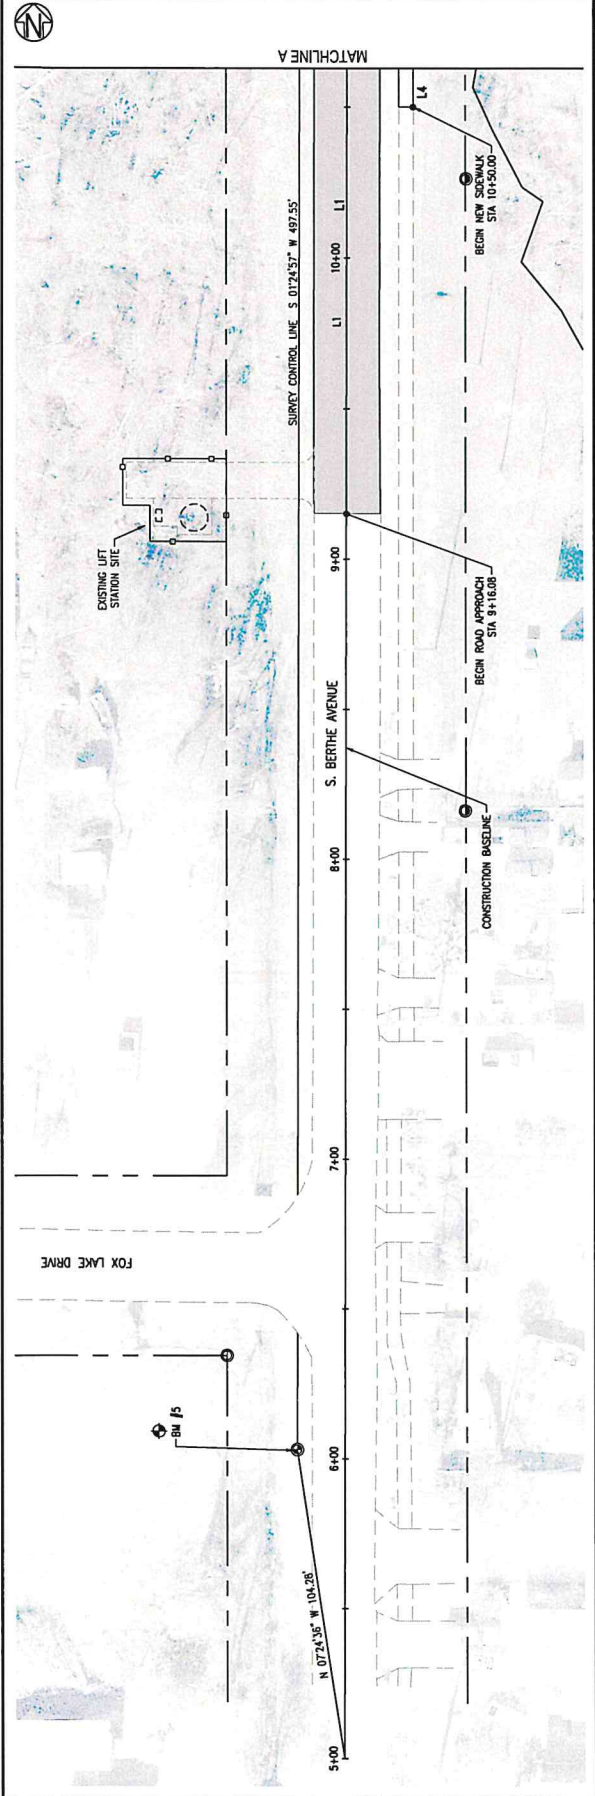 N
MATCHLINE A
L4
BEGIN NEW SIDEWALK
STA 10+50.00
SURVEY CONTROL LINE S 01°24'57" W 497.55'
L1
10+00
L1
EXISTING LIFT
STATION SITE
9+00
BEGIN ROAD APPROACH
STA 9+16.08
S. BERTHE AVENUE
8+00
CONSTRUCTION BASELINE
7+00
FOX LAKE DRIVE
BM #5
6+00
N 07°24'36" W 104.28'
5+00